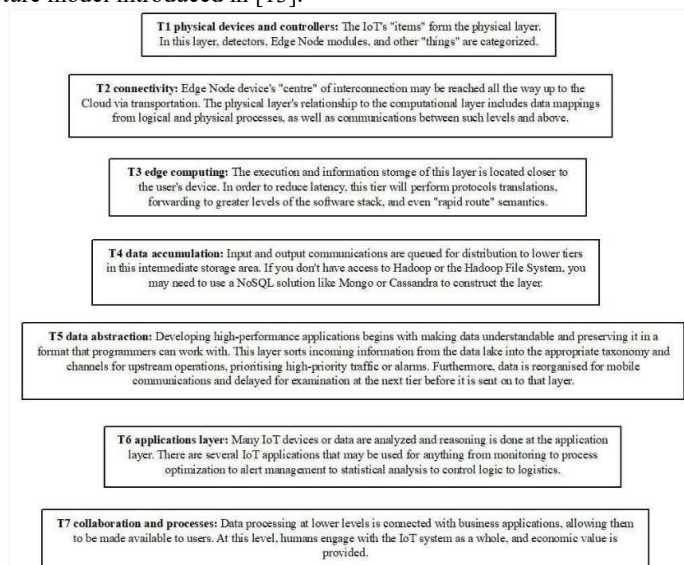 ture model introduced in [15].
T1 physical devices and controllers: The IoT's "items" form the physical layer.
In this layer, detectors, Edge Node modules, and other "things" are categorized.
T2 connectivity: Edge Node device's "centre" of interconnection may be reached all the way up to the
Cloud via transportation. The physical layer's relationship to the computational layer includes data mappings
from logical and physical processes, as well as communications between such levels and above.
T3 edge computing: The execution and information storage of this layer is located closer to
the user's device. In order to reduce latency, this tier will perform protocols translations,
forwarding to greater levels of the software stack, and even "rapid route" semantics.
T4 data accumulation: Input and output communications are queued for distribution to lower tiers
in this intermediate storage area. If you don't have access to Hadoop or the Hadoop File System, you
may need to use a NoSQL solution like Mongo or Cassandra to construct the layer.
T5 data abstraction: Developing high-performance applications begins with making data understandable and preserving it in a
format that programmers can work with. This layer sorts incoming information from the data lake into the appropriate taxonomy and
channels for upstream operations, prioritising high-priority traffic or alarms. Furthermore, data is reorganised for mobile
communications and delayed for examination at the next tier before it is sent on to that layer.
T6 applications layer: Many IoT devices or data are analyzed and reasoning is done at the application
layer. There are several IoT applications that may be used for anything from monitoring to process
optimization to alert management to statistical analysis to control logic to logistics.
T7 collaboration and processes: Data processing at lower levels is connected with business applications, allowing them
to be made available to users. At this level, humans engage with the IoT system as a whole, and economic value is
provided.